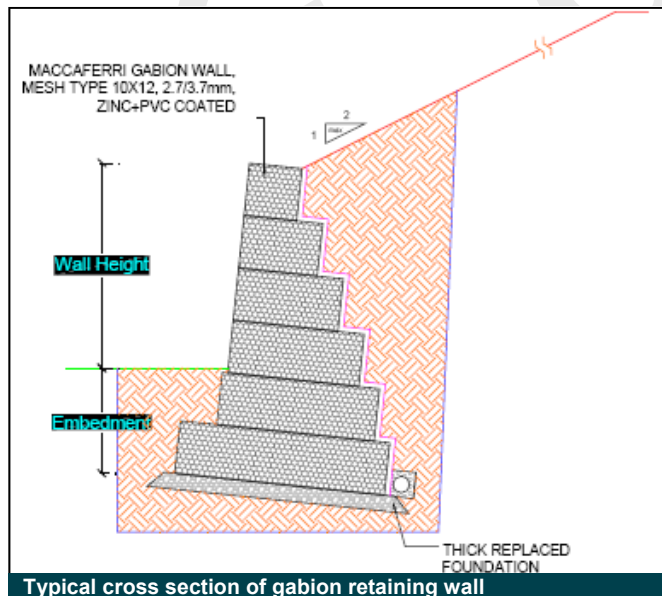 MACCAFERRI GABION WALL,
MESH TYPE 10X12, 2.7/3.7mm,
ZINC+PVC COATED
2
1
max
Wall Height
Embedment
THICK REPLACED
FOUNDATION
Typical cross section of gabion retaining wall